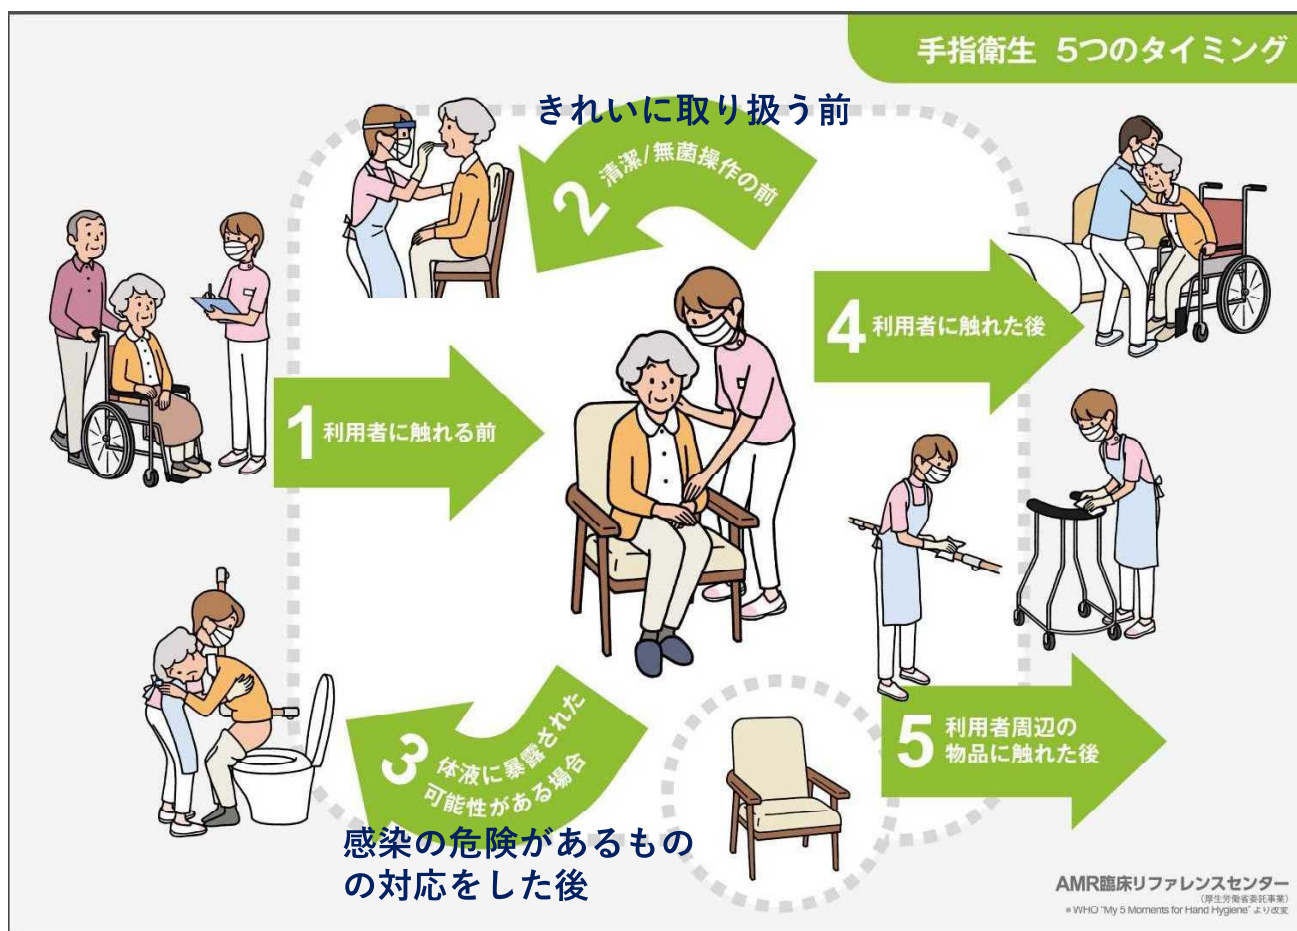 手指衛生 5つのタイミング
きれいに取り扱う前
2 清潔/無菌操作の前
4 利用者に触れた後
1 利用者に触れる前
3 体液に暴露された
可能性がある場合
感染の危険があるもの
の対応をした後
5 利用者周辺の
物品に触れた後
AMR臨床リファレンスセンター
(厚生労働省委託事業)
* WHO "My 5 Moments for Hand Hygiene" より改変